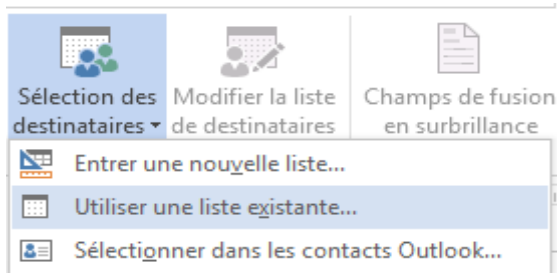 Sélection des destinataires
Modifier la liste de destinataires
Champs de fusion en surbrillance
Entrer une nouvelle liste...
Utiliser une liste existante...
Sélectionner dans les contacts Outlook...